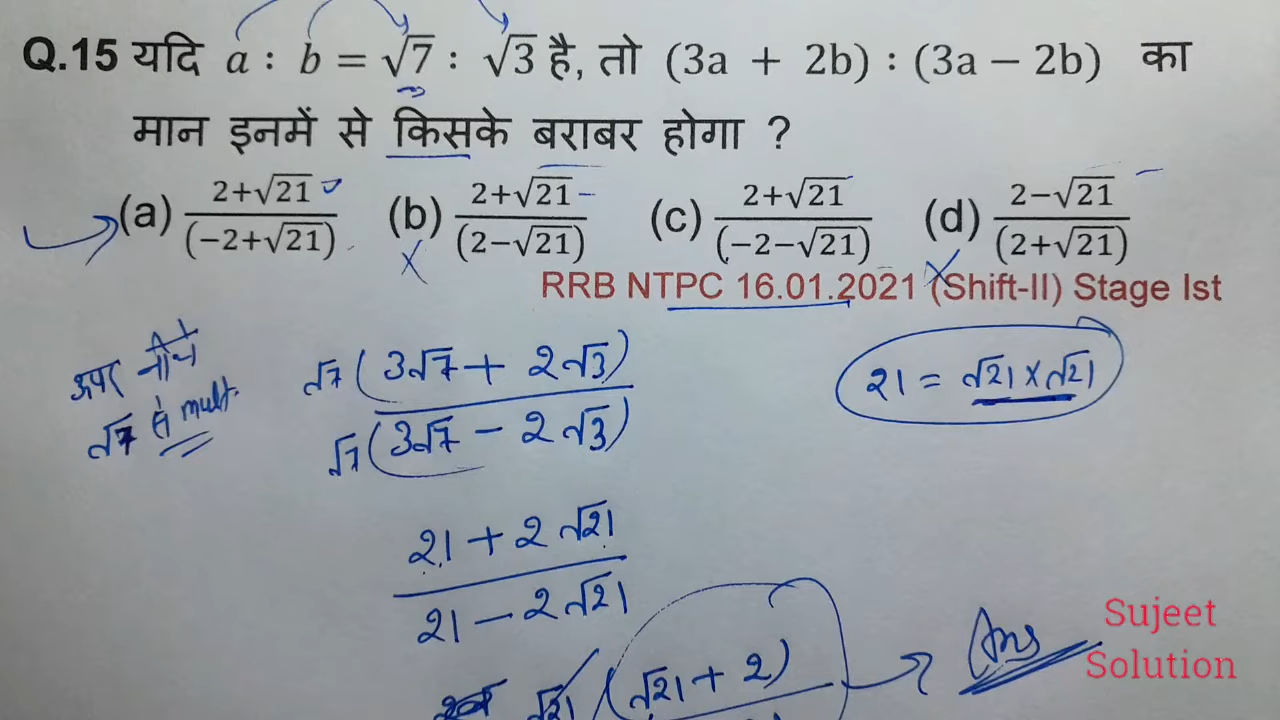 Q.15 यदि a : b = √7 : √3 है, तो (3a + 2b) : (3a − 2b) का
मान इनमें से किसके बराबर होगा ?
(a) 2+√21/(−2+√21) (b) 2+√21/(2−√21) (c) 2+√21/(−2−√21) (d) 2−√21/(2+√21)
RRB NTPC 16.01.2021 (Shift-II) Stage Ist
ऊपर नीचे
√7 से mult.
√7 (3√7 + 2√3)
√7 (3√7 − 2√3)
21 = √21 × √21
21 + 2√21
21 − 2√21
√21 (√21 + 2)
Ans
Sujeet
Solution